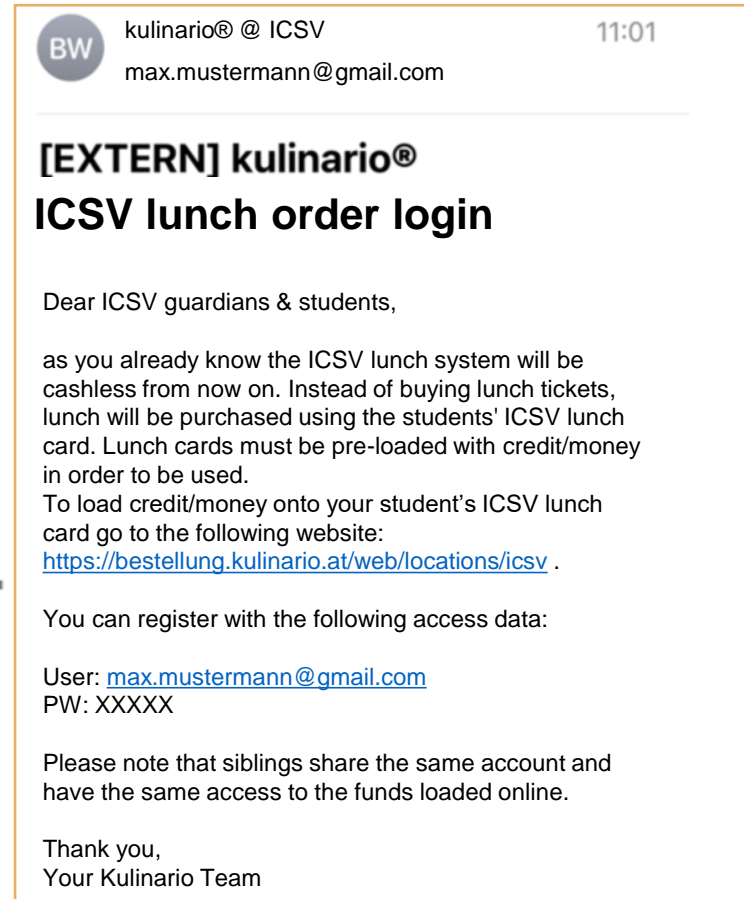 BW
kulinario® @ ICSV
11:01
max.mustermann@gmail.com
[EXTERN] kulinario®
ICSV lunch order login
Dear ICSV guardians & students,
as you already know the ICSV lunch system will be
cashless from now on. Instead of buying lunch tickets,
lunch will be purchased using the students' ICSV lunch
card. Lunch cards must be pre-loaded with credit/money
in order to be used.
To load credit/money onto your student’s ICSV lunch
card go to the following website:
https://bestellung.kulinario.at/web/locations/icsv .
You can register with the following access data:
User: max.mustermann@gmail.com
PW: XXXXX
Please note that siblings share the same account and
have the same access to the funds loaded online.
Thank you,
Your Kulinario Team